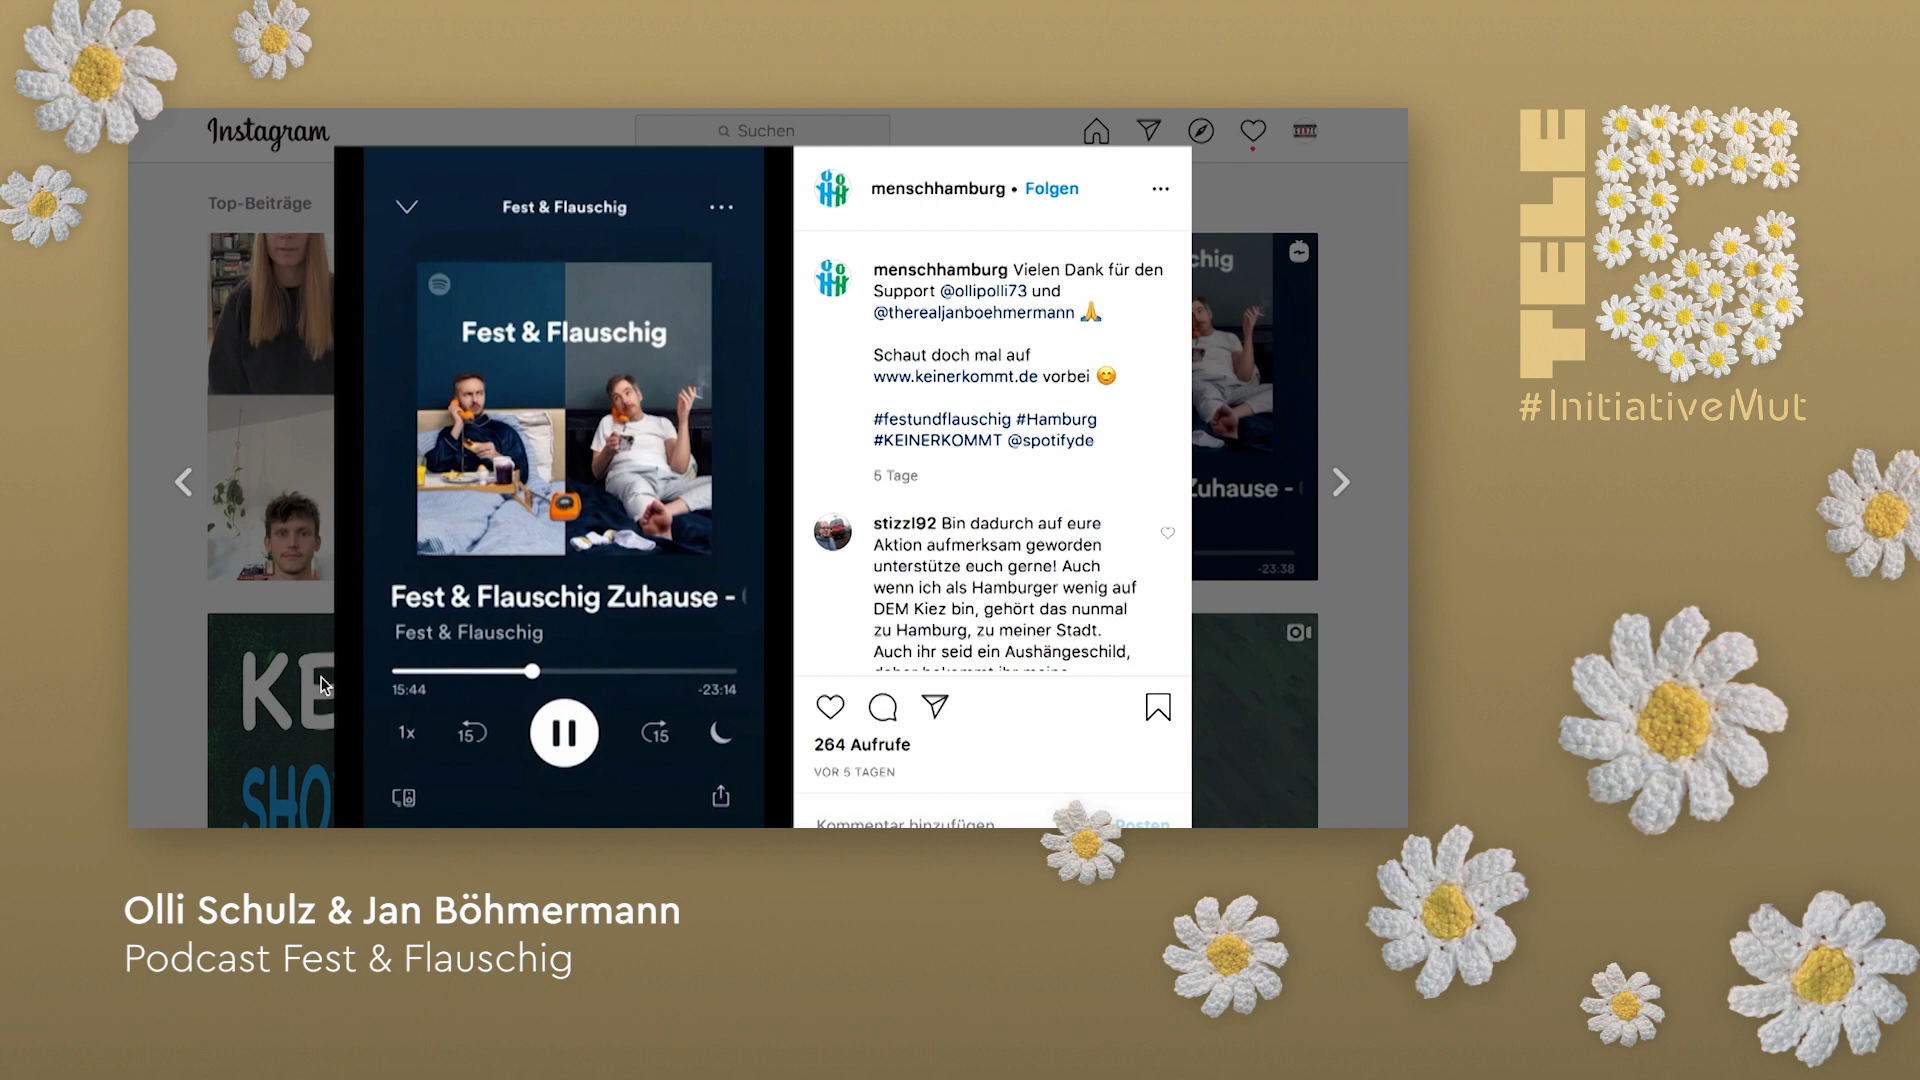 Instagram
Suchen
TELE
5
#InitiativeMut
Top-Beiträge
Fest & Flauschig
Fest & Flauschig
Fest & Flauschig Zuhause -
Fest & Flauschig
15:44
-23:14
1x
15
15
menschhamburg • Folgen
menschhamburg Vielen Dank für den
Support @ollipolli73 und
@therealjanboehmermann 🙏
Schaut doch mal auf
www.keinerkommt.de vorbei 😊
#festundflauschig #Hamburg
#KEINERKOMMT @spotifyde
5 Tage
stizzl92 Bin dadurch auf eure
Aktion aufmerksam geworden
unterstütze euch gerne! Auch
wenn ich als Hamburger wenig auf
DEM Kiez bin, gehört das nunmal
zu Hamburg, zu meiner Stadt.
Auch ihr seid ein Aushängeschild,
264 Aufrufe
VOR 5 TAGEN
Kommentar hinzufügen
Posten
chig
Zuhause -
-23:38
KE
SHO
Olli Schulz & Jan Böhmermann
Podcast Fest & Flauschig